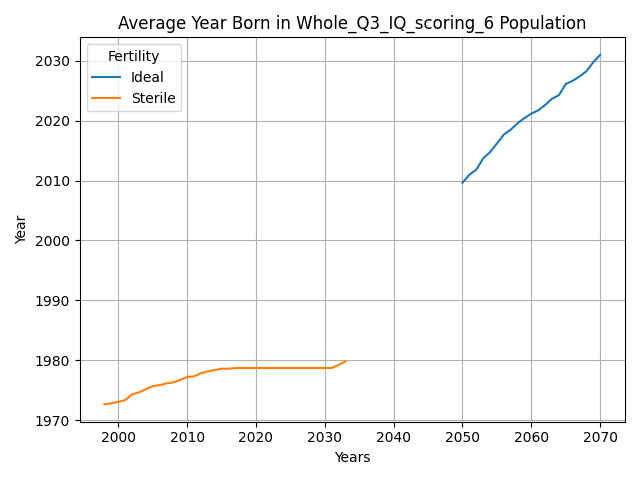 Average Year Born in Whole_Q3_IQ_scoring_6 Population
Fertility
Ideal
Sterile
2030
2020
2010
2000
1990
1980
1970
Year
2000 2010 2020 2030 2040 2050 2060 2070
Years